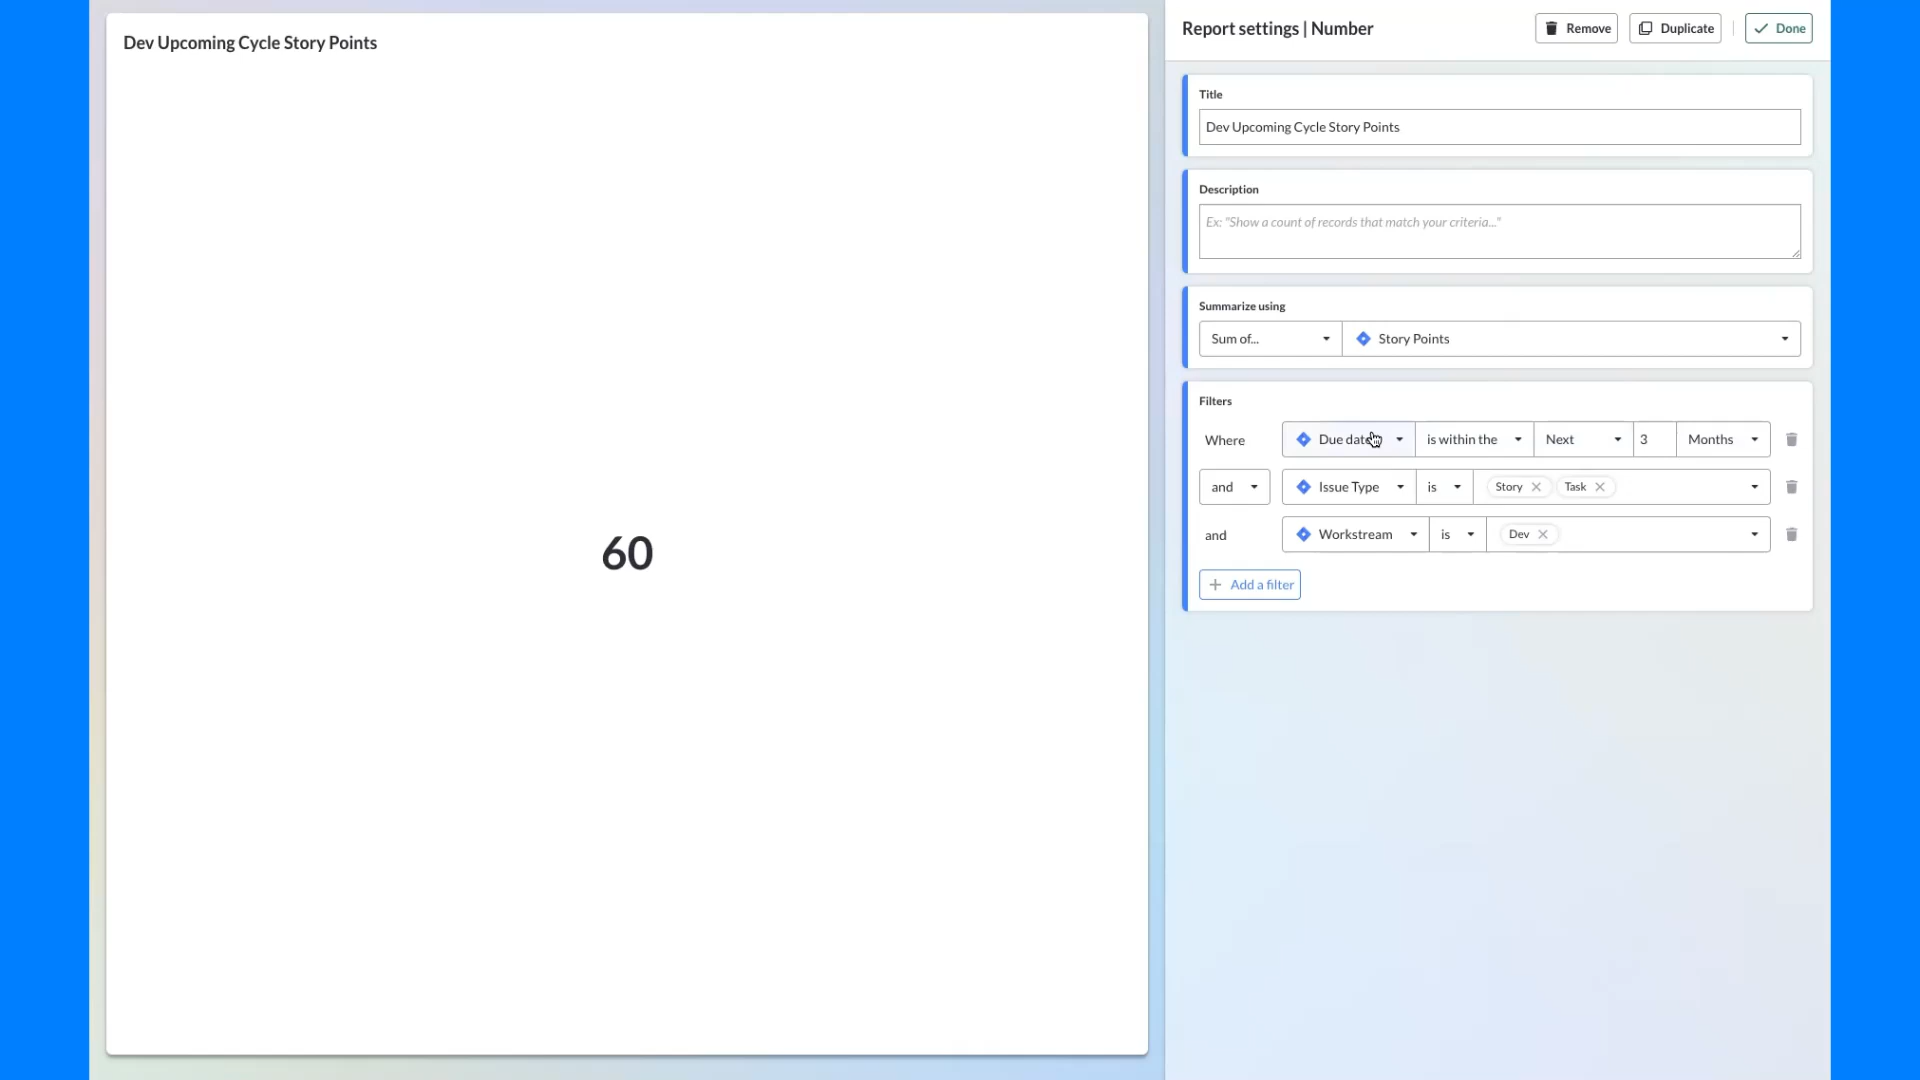 Dev Upcoming Cycle Story Points
60
Report settings | Number
Remove
Duplicate
Done
Title
Dev Upcoming Cycle Story Points
Description
Ex: "Show a count of records that match your criteria..."
Summarize using
Sum of... Story Points
Filters
Where Due date is within the Next 3 Months
and Issue Type is Story Task
and Workstream is Dev
Add a filter